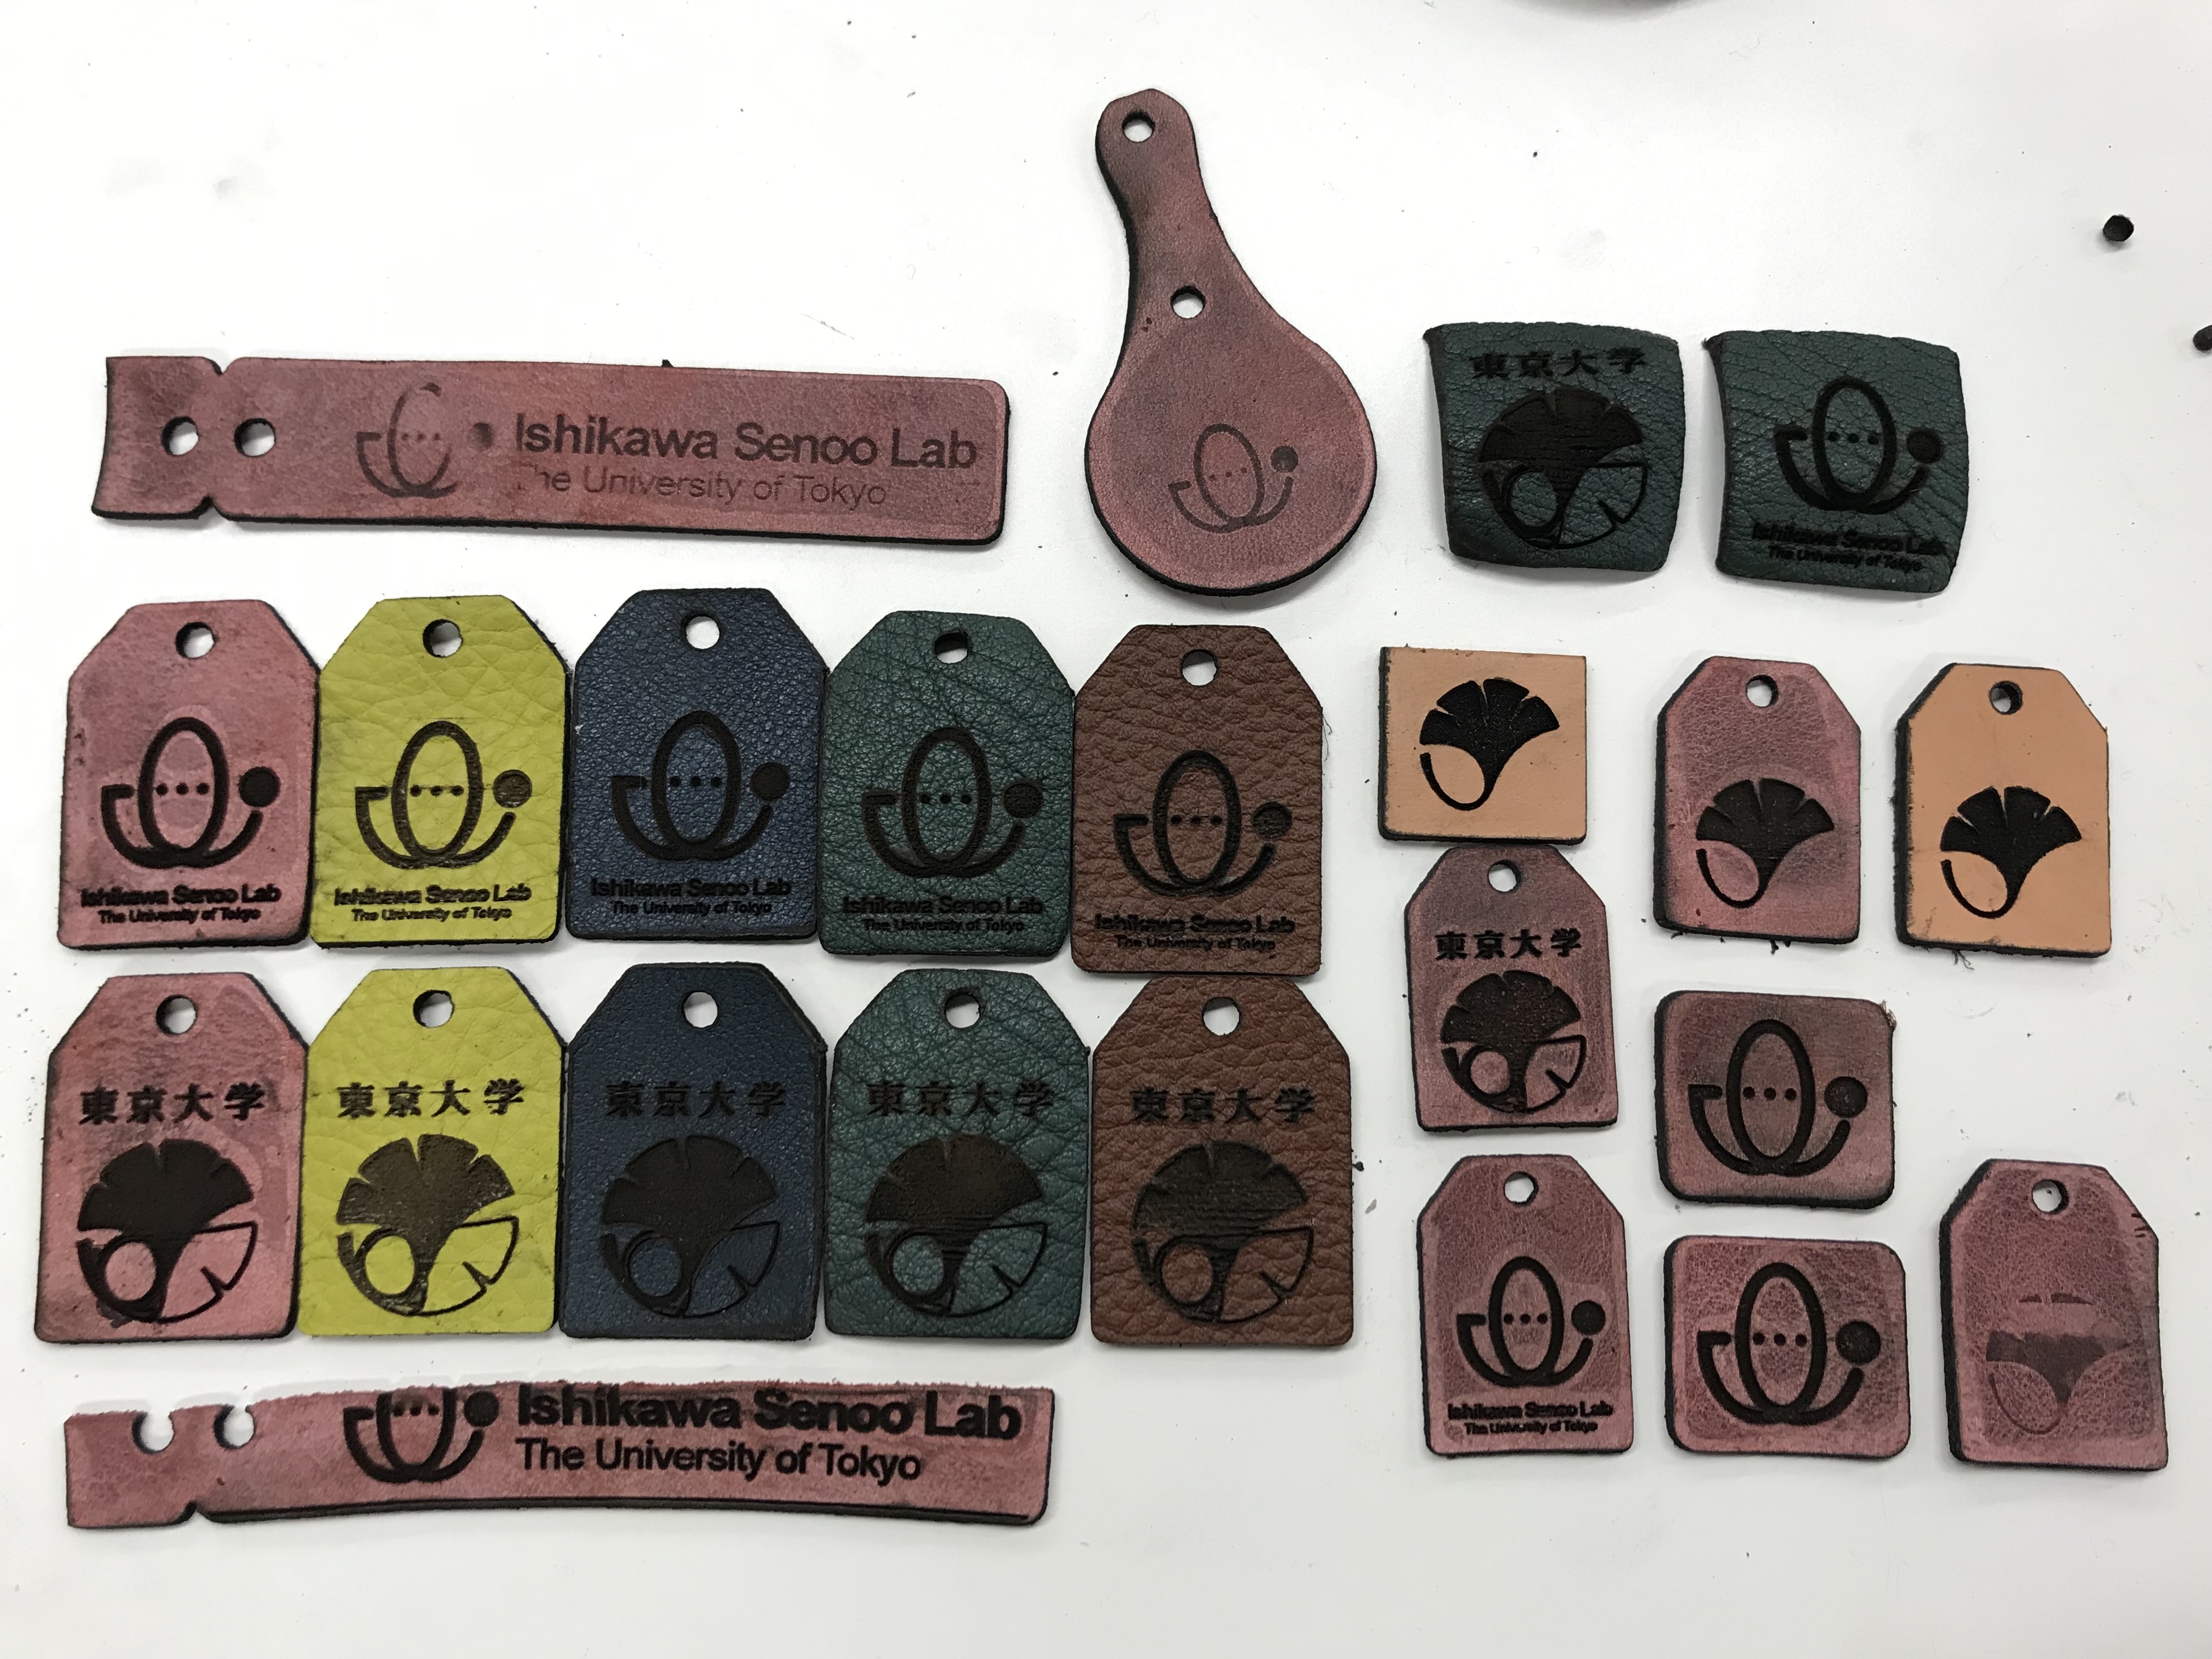 Ishikawa Senoo Lab
The University of Tokyo
東京大学
Ishikawa Senoo Lab
The University of Tokyo
Ishikawa Senoo Lab
The University of Tokyo
Ishikawa Senoo Lab
The University of Tokyo
Ishikawa Senoo Lab
The University of Tokyo
Ishikawa Senoo Lab
The University of Tokyo
Ishikawa Senoo Lab
The University of Tokyo
東京大学
東京大学
東京大学
東京大学
東京大学
東京大学
Ishikawa Senoo Lab
The University of Tokyo
Ishikawa Senoo Lab
The University of Tokyo